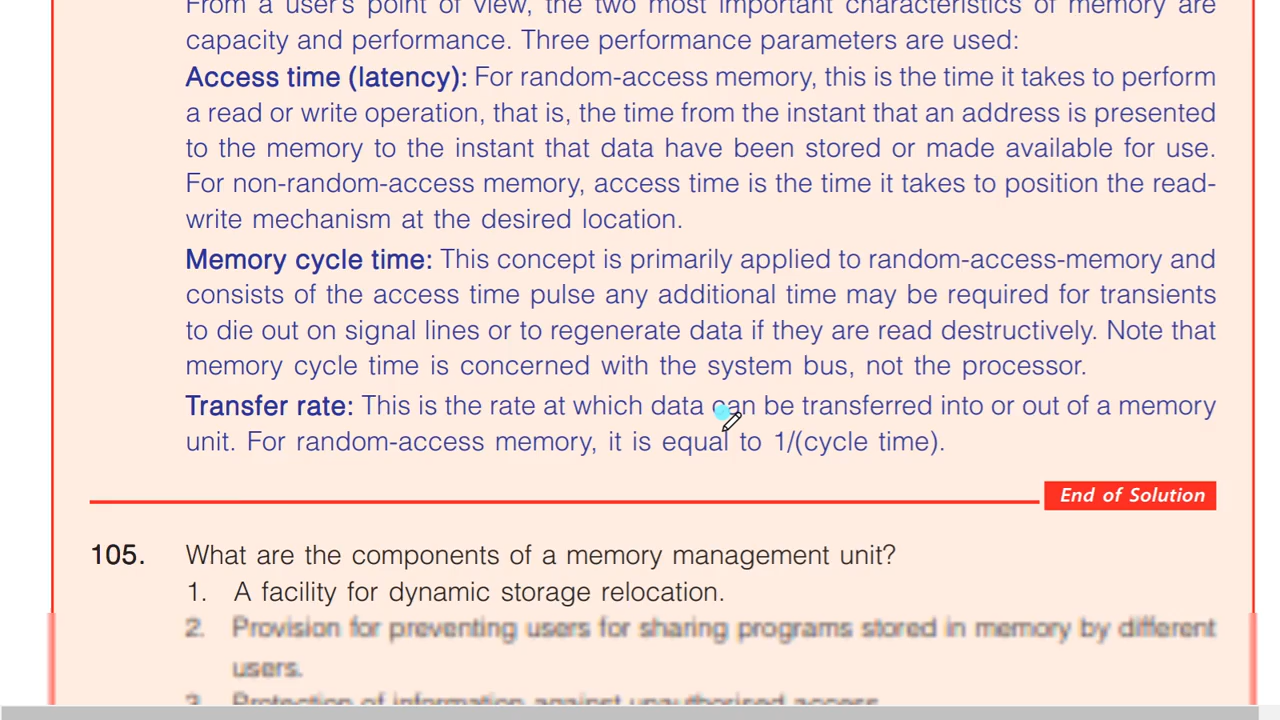 From a user's point of view, the two most important characteristics of memory are
capacity and performance. Three performance parameters are used:
Access time (latency): For random-access memory, this is the time it takes to perform
a read or write operation, that is, the time from the instant that an address is presented
to the memory to the instant that data have been stored or made available for use.
For non-random-access memory, access time is the time it takes to position the read-
write mechanism at the desired location.
Memory cycle time: This concept is primarily applied to random-access-memory and
consists of the access time pulse any additional time may be required for transients
to die out on signal lines or to regenerate data if they are read destructively. Note that
memory cycle time is concerned with the system bus, not the processor.
Transfer rate: This is the rate at which data can be transferred into or out of a memory
unit. For random-access memory, it is equal to 1/(cycle time).
End of Solution
105. What are the components of a memory management unit?
1. A facility for dynamic storage relocation.
2. Provision for preventing users for sharing programs stored in memory by different
users.
3. Protection of information against unauthorised access.